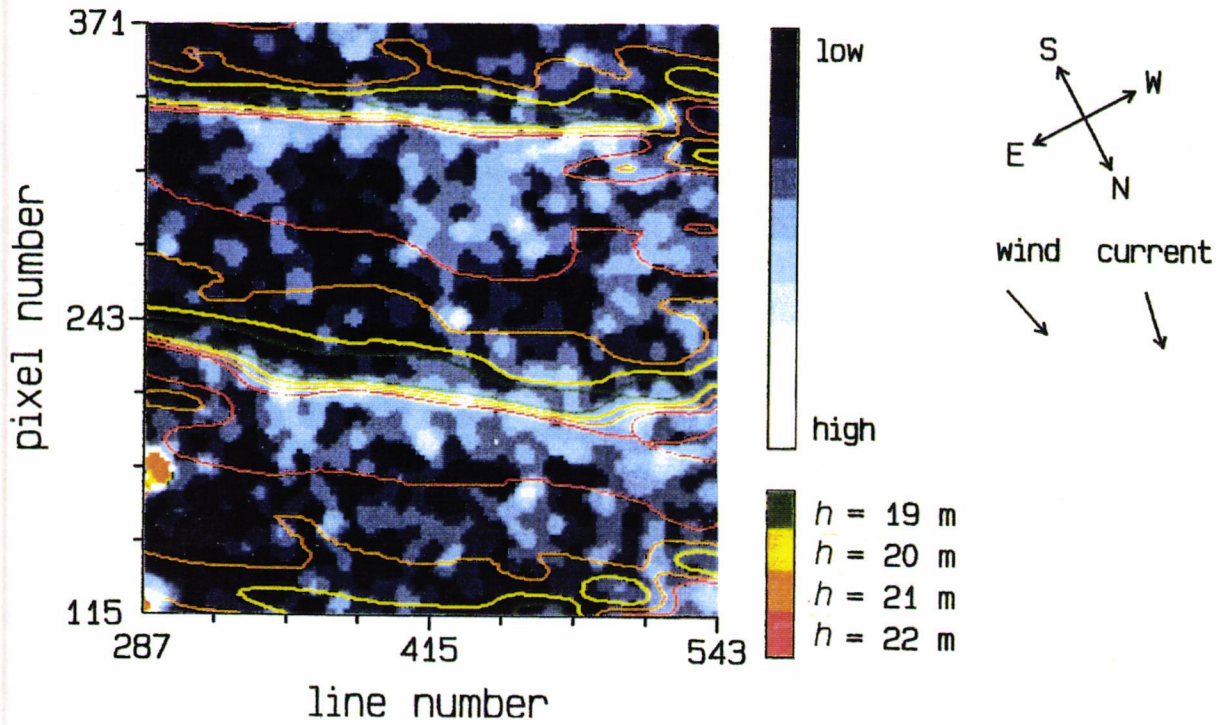 371
243
115
pixel number
287
415
543
line number
low
high
h = 19 m
h = 20 m
h = 21 m
h = 22 m
S
W
E
N
wind current